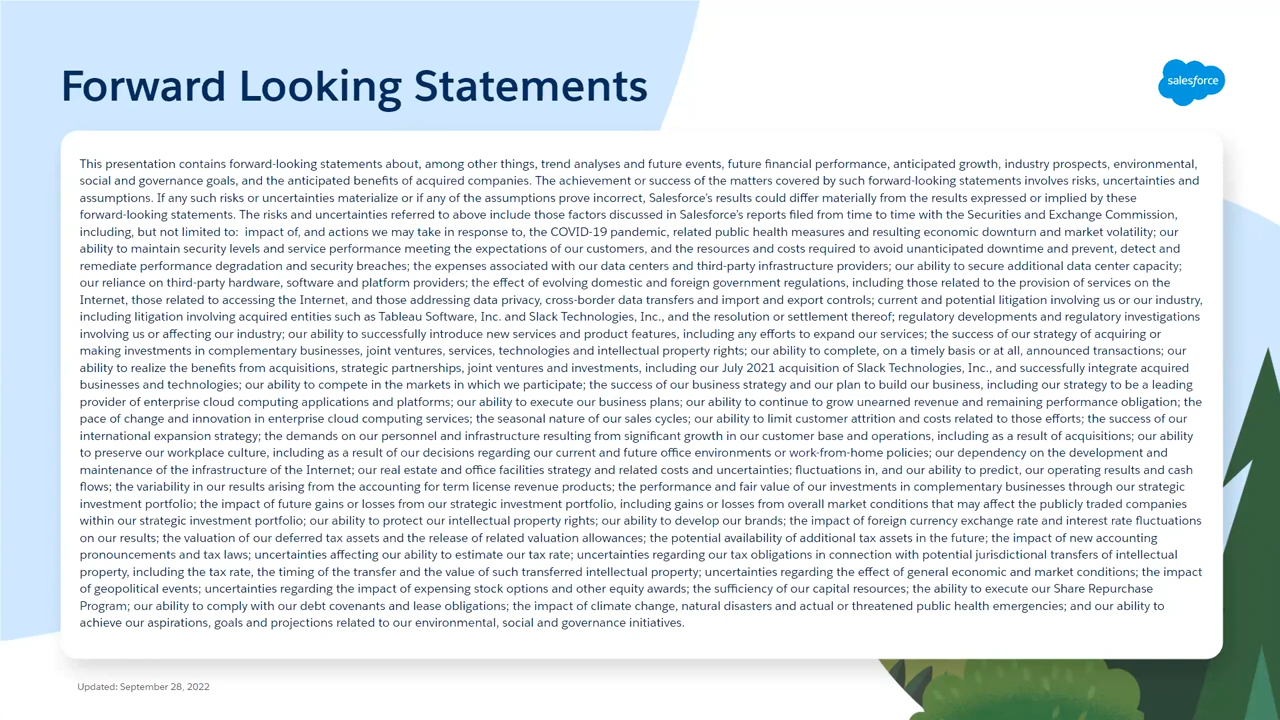 Forward Looking Statements
salesforce
This presentation contains forward-looking statements about, among other things, trend analyses and future events, future financial performance, anticipated growth, industry prospects, environmental,
social and governance goals, and the anticipated benefits of acquired companies. The achievement or success of the matters covered by such forward-looking statements involves risks, uncertainties and
assumptions. If any such risks or uncertainties materialize or if any of the assumptions prove incorrect, Salesforce's results could differ materially from the results expressed or implied by these
forward-looking statements. The risks and uncertainties referred to above include those factors discussed in Salesforce's reports filed from time to time with the Securities and Exchange Commission,
including, but not limited to: impact of, and actions we may take in response to, the COVID-19 pandemic, related public health measures and resulting economic downturn and market volatility; our
ability to maintain security levels and service performance meeting the expectations of our customers, and the resources and costs required to avoid unanticipated downtime and prevent, detect and
remediate performance degradation and security breaches; the expenses associated with our data centers and third-party infrastructure providers; our ability to secure additional data center capacity;
our reliance on third-party hardware, software and platform providers; the effect of evolving domestic and foreign government regulations, including those related to the provision of services on the
Internet, those related to accessing the Internet, and those addressing data privacy, cross-border data transfers and import and export controls; current and potential litigation involving us or our industry,
including litigation involving acquired entities such as Tableau Software, Inc. and Slack Technologies, Inc., and the resolution or settlement thereof; regulatory developments and regulatory investigations
involving us or affecting our industry; our ability to successfully introduce new services and product features, including any efforts to expand our services; the success of our strategy of acquiring or
making investments in complementary businesses, joint ventures, services, technologies and intellectual property rights; our ability to complete, on a timely basis or at all, announced transactions; our
ability to realize the benefits from acquisitions, strategic partnerships, joint ventures and investments, including our July 2021 acquisition of Slack Technologies, Inc., and successfully integrate acquired
businesses and technologies; our ability to compete in the markets in which we participate; the success of our business strategy and our plan to build our business, including our strategy to be a leading
provider of enterprise cloud computing applications and platforms; our ability to execute our business plans; our ability to continue to grow unearned revenue and remaining performance obligation; the
pace of change and innovation in enterprise cloud computing services; the seasonal nature of our sales cycles; our ability to limit customer attrition and costs related to those efforts; the success of our
international expansion strategy; the demands on our personnel and infrastructure resulting from significant growth in our customer base and operations, including as a result of acquisitions; our ability
to preserve our workplace culture, including as a result of our decisions regarding our current and future office environments or work-from-home policies; our dependency on the development and
maintenance of the infrastructure of the Internet; our real estate and office facilities strategy and related costs and uncertainties; fluctuations in, and our ability to predict, our operating results and cash
flows; the variability in our results arising from the accounting for term license revenue products; the performance and fair value of our investments in complementary businesses through our strategic
investment portfolio; the impact of future gains or losses from our strategic investment portfolio, including gains or losses from overall market conditions that may affect the publicly traded companies
within our strategic investment portfolio; our ability to protect our intellectual property rights; our ability to develop our brands; the impact of foreign currency exchange rate and interest rate fluctuations
on our results; the valuation of our deferred tax assets and the release of related valuation allowances; the potential availability of additional tax assets in the future; the impact of new accounting
pronouncements and tax laws; uncertainties affecting our ability to estimate our tax rate; uncertainties regarding our tax obligations in connection with potential jurisdictional transfers of intellectual
property, including the tax rate, the timing of the transfer and the value of such transferred intellectual property; uncertainties regarding the effect of general economic and market conditions; the impact
of geopolitical events; uncertainties regarding the impact of expensing stock options and other equity awards; the sufficiency of our capital resources; the ability to execute our Share Repurchase
Program; our ability to comply with our debt covenants and lease obligations; the impact of climate change, natural disasters and actual or threatened public health emergencies; and our ability to
achieve our aspirations, goals and projections related to our environmental, social and governance initiatives.
Updated: September 28, 2022